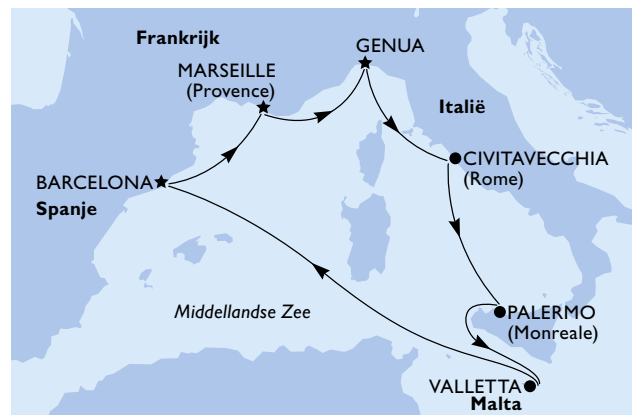 Frankrijk
GENUA
MARSEILLE
(Provence)
Italië
CIVITAVECCHIA
(Rome)
BARCELONA
Spanje
Middellandse Zee
PALERMO
(Monreale)
VALLETTA
Malta